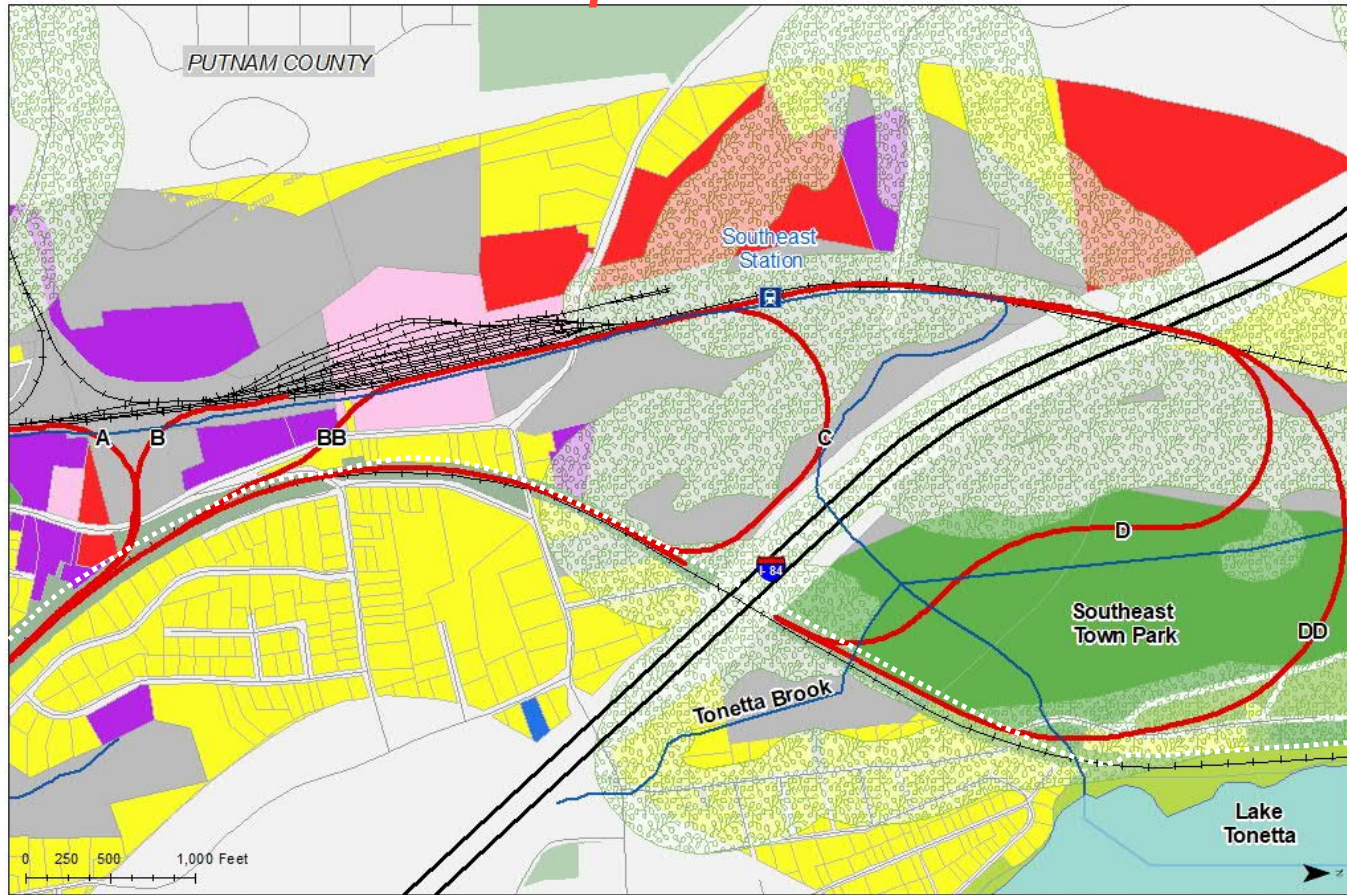 PUTNAM COUNTY
Southeast
Station
A
B
BB
C
I-84
D
Southeast
Town Park
DD
Tonetta Brook
Lake
Tonetta
0 250 500 1,000 Feet
N